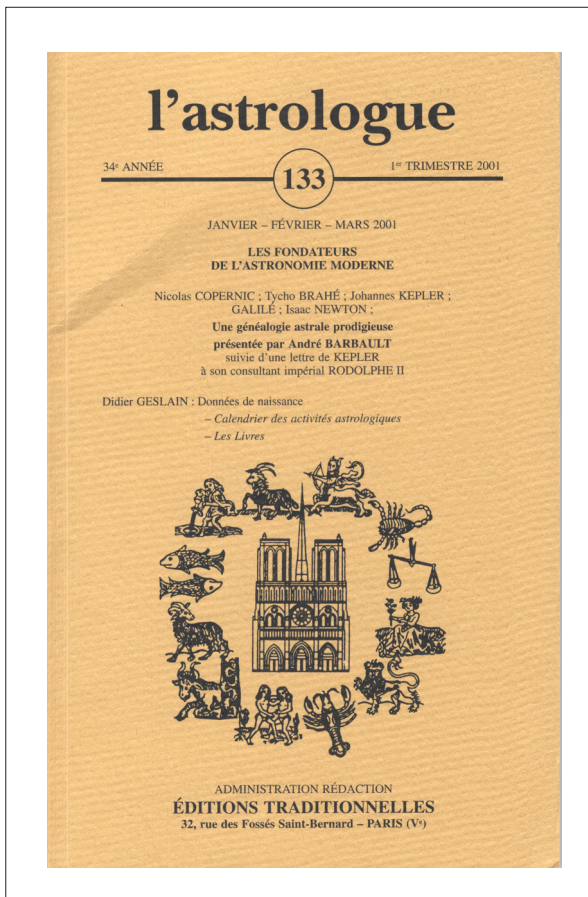 l'astrologue
34e ANNÉE
133
1er TRIMESTRE 2001
JANVIER – FÉVRIER – MARS 2001
LES FONDATEURS
DE L'ASTRONOMIE MODERNE
Nicolas COPERNIC ; Tycho BRAHÉ ; Johannes KEPLER ;
GALILÉ ; Isaac NEWTON ;
Une généalogie astrale prodigieuse
présentée par André BARBAULT
suivie d'une lettre de KEPLER
à son consultant impérial RODOLPHE II
Didier GESLAIN : Données de naissance
– Calendrier des activités astrologiques
– Les Livres
ADMINISTRATION RÉDACTION
ÉDITIONS TRADITIONNELLES
32, rue des Fossés Saint-Bernard – PARIS (Ve)